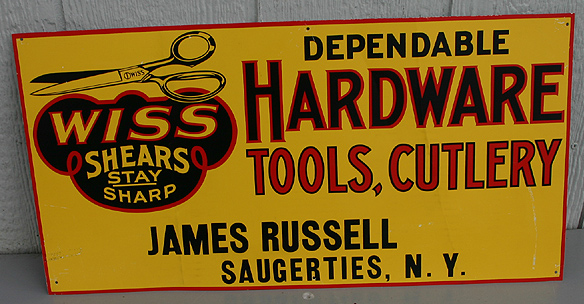 WISS
WISS
SHEARS
STAY
SHARP
DEPENDABLE
HARDWARE
TOOLS, CUTLERY
JAMES RUSSELL
SAUGERTIES, N. Y.